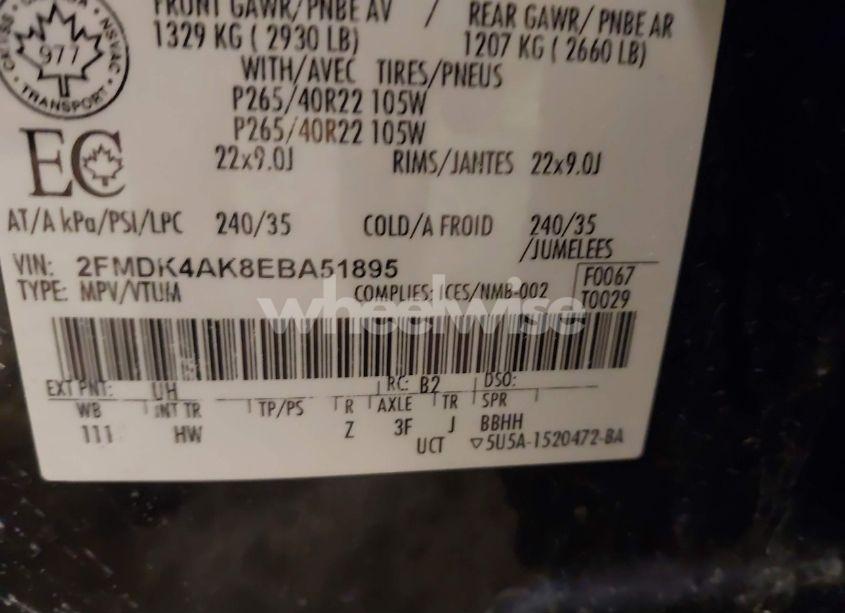 FRONT GAWR/PNBE AV / REAR GAWR/ PNBE AR
1329 KG ( 2930 LB) 1207 KG ( 2660 LB)
WITH/AVEC TIRES/PNEUS
P265/40R22 105W
P265/40R22 105W
22x9.0J RIMS/JANTES 22x9.0J
977
TRANSPORT
NSVAC
EC
AT/A kPa/PSI/LPC 240/35 COLD/A FROID 240/35
/JUMELEES
VIN: 2FMDK4AK8EBA51895 F0067
TYPE: MPV/VTUM COMPLIES: ICES/NMB-002 T0029
wheelwise
EXT PNT: UH RC: B2 DSO:
WB INT TR TP/PS R AXLE TR SPR
111 HW Z 3F J BBHH
UCT ▽5U5A-1520472-BA